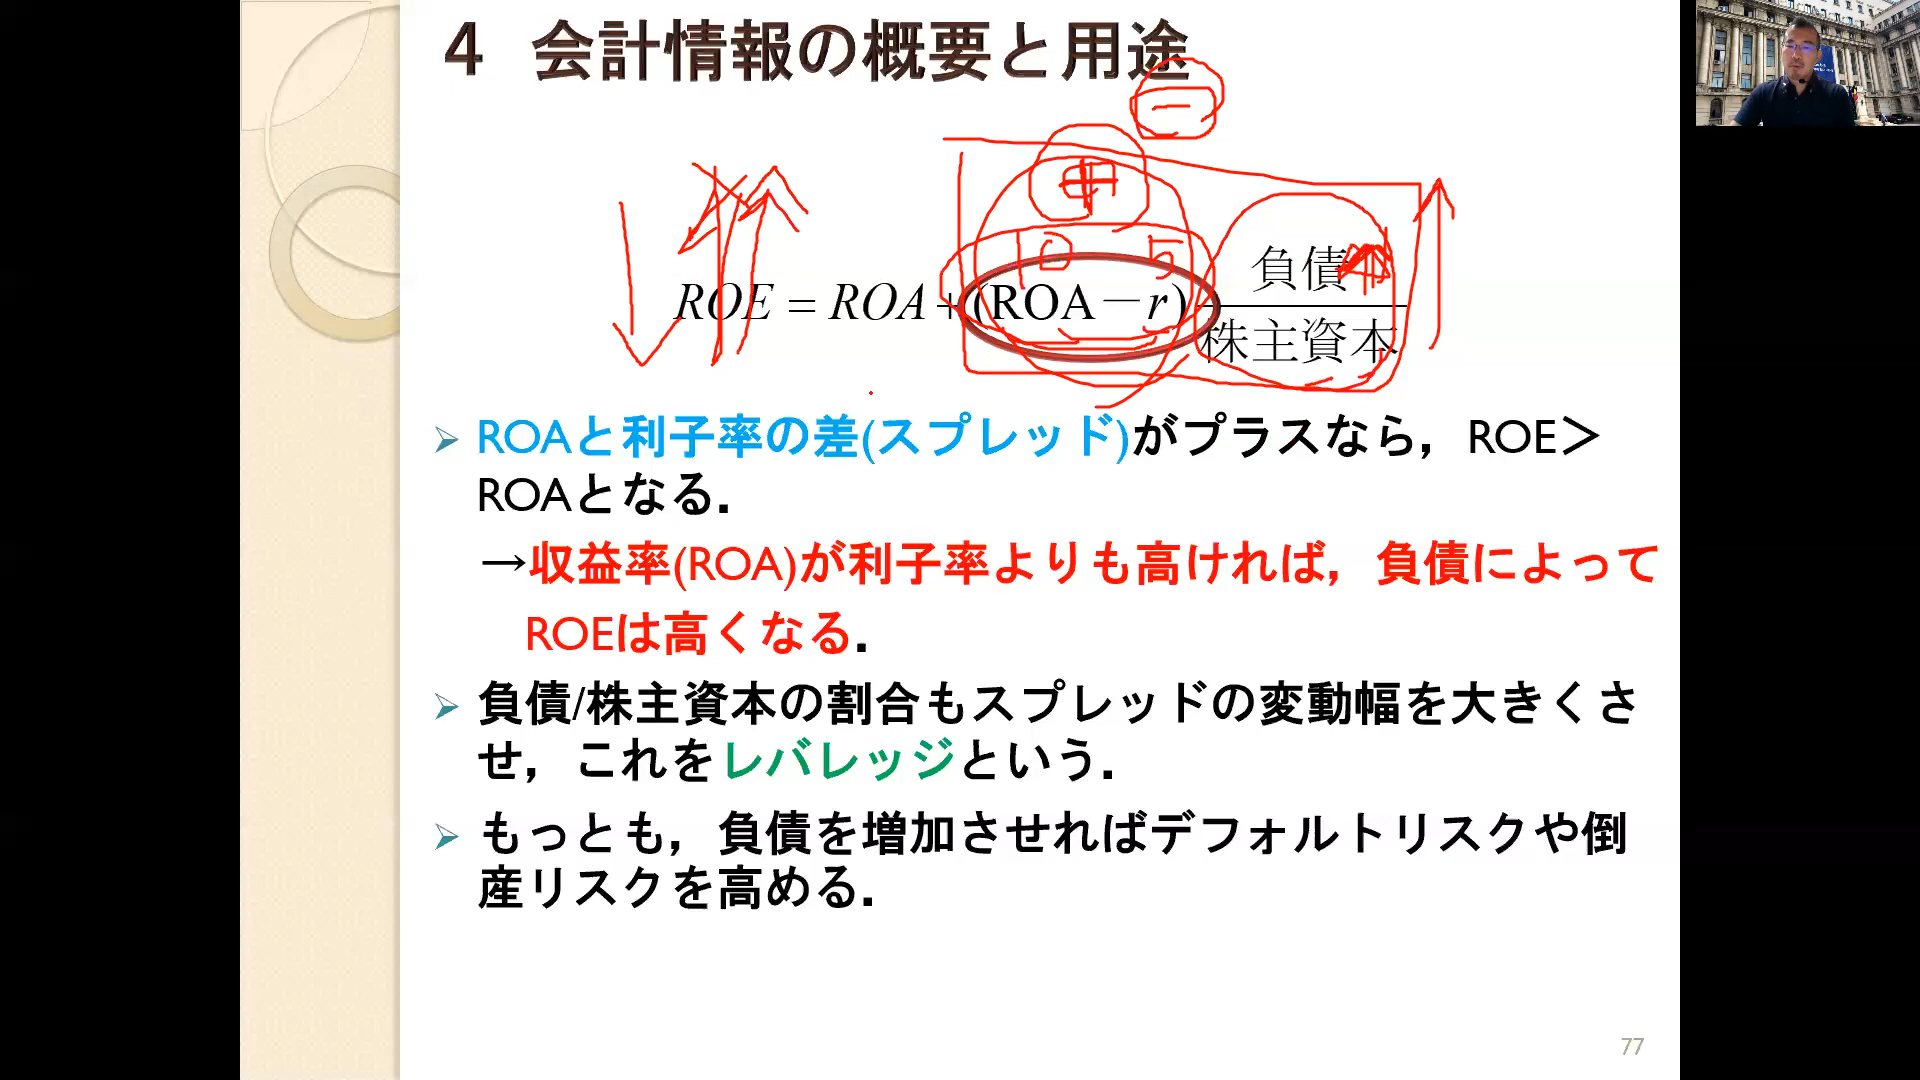 4 会計情報の概要と用途
＋
－
10 5
ROE = ROA + (ROA－r) 負債/株主資本
ROAと利子率の差(スプレッド)がプラスなら，ROE＞
ROAとなる．
→収益率(ROA)が利子率よりも高ければ，負債によって
ROEは高くなる．
負債/株主資本の割合もスプレッドの変動幅を大きくさ
せ，これをレバレッジという．
もっとも，負債を増加させればデフォルトリスクや倒
産リスクを高める．
77